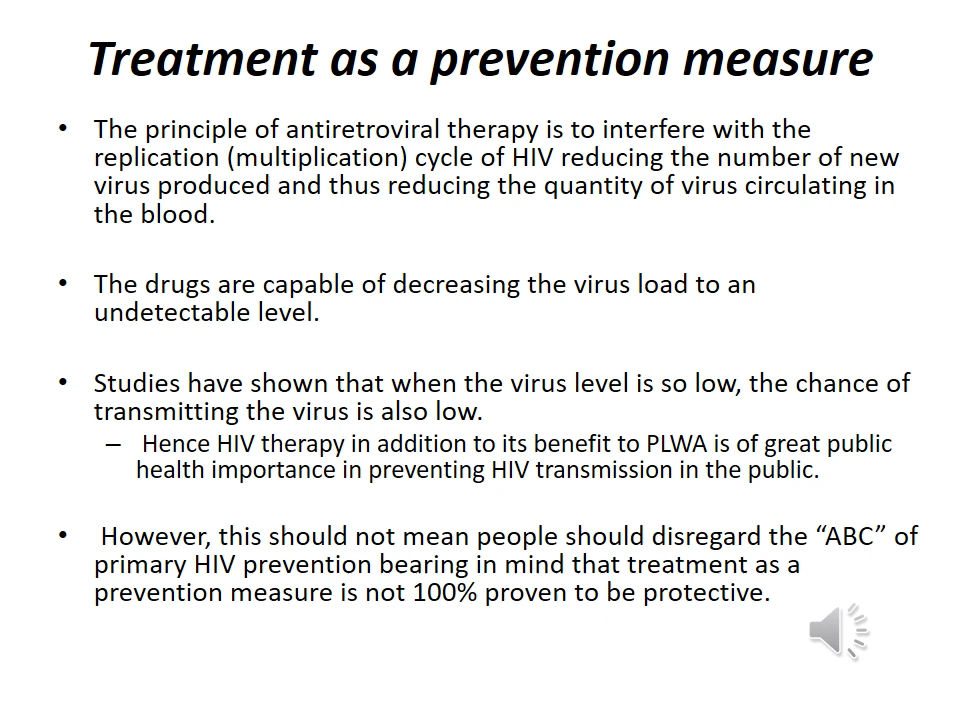 Treatment as a prevention measure
• The principle of antiretroviral therapy is to interfere with the
replication (multiplication) cycle of HIV reducing the number of new
virus produced and thus reducing the quantity of virus circulating in
the blood.
• The drugs are capable of decreasing the virus load to an
undetectable level.
• Studies have shown that when the virus level is so low, the chance of
transmitting the virus is also low.
– Hence HIV therapy in addition to its benefit to PLWA is of great public
health importance in preventing HIV transmission in the public.
• However, this should not mean people should disregard the “ABC” of
primary HIV prevention bearing in mind that treatment as a
prevention measure is not 100% proven to be protective.